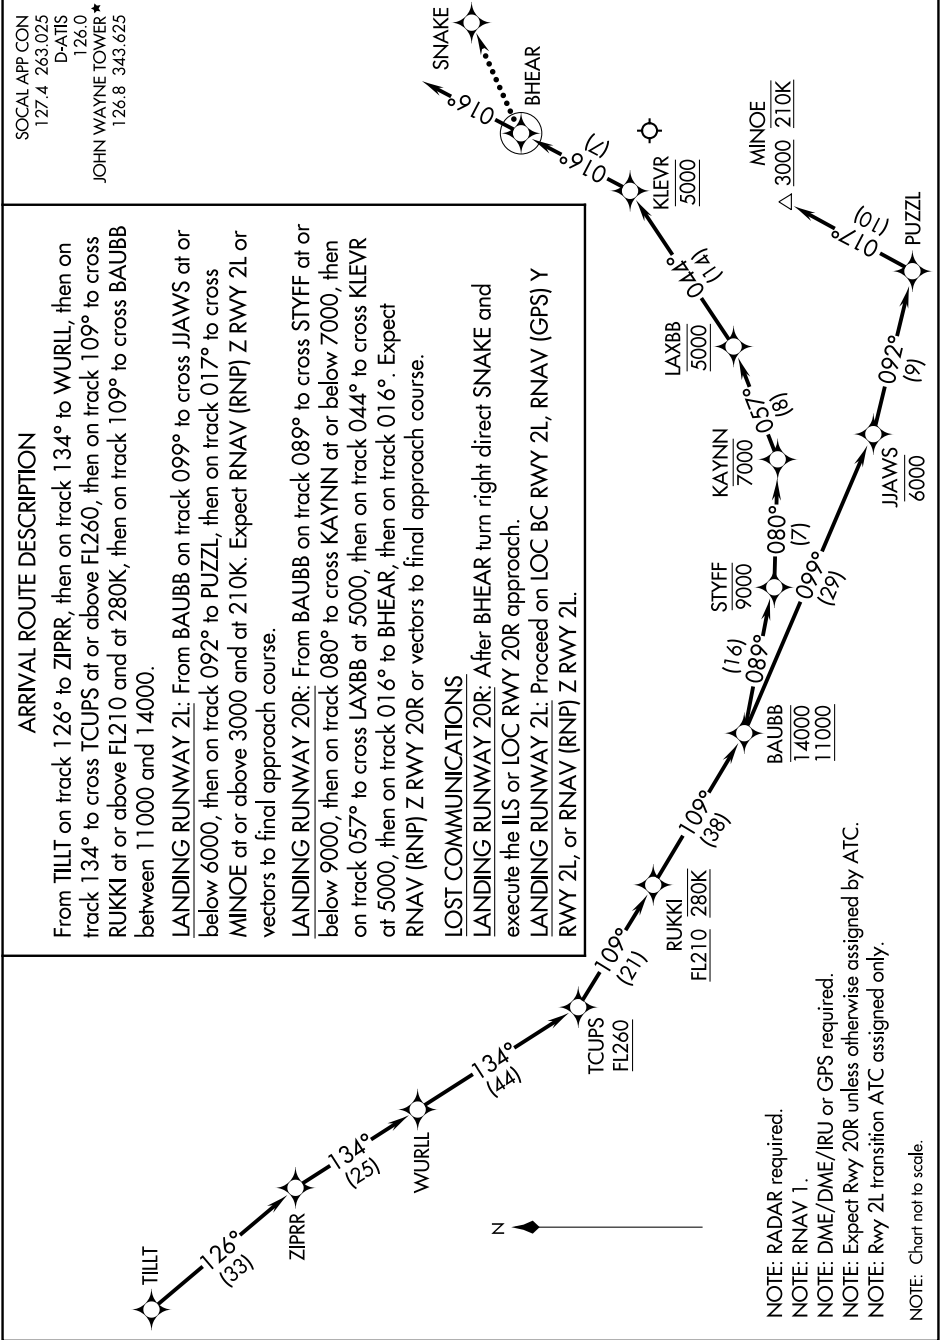 SOCAL APP CON
127.4 263.025
D-ATIS
126.0
JOHN WAYNE TOWER★
126.8 343.625
ARRIVAL ROUTE DESCRIPTION
From TILLT on track 126° to ZIPRR, then on track 134° to WURLL, then on
track 134° to cross TCUPS at or above FL260, then on track 109° to cross
RUKKI at or above FL210 and at 280K, then on track 109° to cross BAUBB
between 11000 and 14000.
LANDING RUNWAY 2L: From BAUBB on track 099° to cross JJAWS at or
below 6000, then on track 092° to PUZZL, then on track 017° to cross
MINOE at or above 3000 and at 210K. Expect RNAV (RNP) Z RWY 2L or
vectors to final approach course.
LANDING RUNWAY 20R: From BAUBB on track 089° to cross STYFF at or
below 9000, then on track 080° to cross KAYNN at or below 7000, then
on track 057° to cross LAXBB at 5000, then on track 044° to cross KLEVR
at 5000, then on track 016° to BHEAR, then on track 016°. Expect
RNAV (RNP) Z RWY 20R or vectors to final approach course.
LOST COMMUNICATIONS
LANDING RUNWAY 20R: After BHEAR turn right direct SNAKE and
execute the ILS or LOC RWY 20R approach.
LANDING RUNWAY 2L: Proceed on LOC BC RWY 2L, RNAV (GPS) Y
RWY 2L, or RNAV (RNP) Z RWY 2L.
TILLT
126°
(33)
ZIPRR
134°
(25)
WURLL
134°
(44)
TCUPS
FL260
109°
(21)
RUKKI
FL210 280K
109°
(38)
BAUBB
14000
11000
(16)
089°
STYFF
9000
080°
(7)
KAYNN
7000
057°
(8)
LAXBB
5000
044°
(14)
KLEVR
5000
016°
(7)
BHEAR
016°
SNAKE
099°
(29)
JJAWS
6000
092°
(9)
PUZZL
017°
(10)
MINOE
3000 210K
N
NOTE: RADAR required.
NOTE: RNAV 1.
NOTE: DME/DME/IRU or GPS required.
NOTE: Expect Rwy 20R unless otherwise assigned by ATC.
NOTE: Rwy 2L transition ATC assigned only.
NOTE: Chart not to scale.